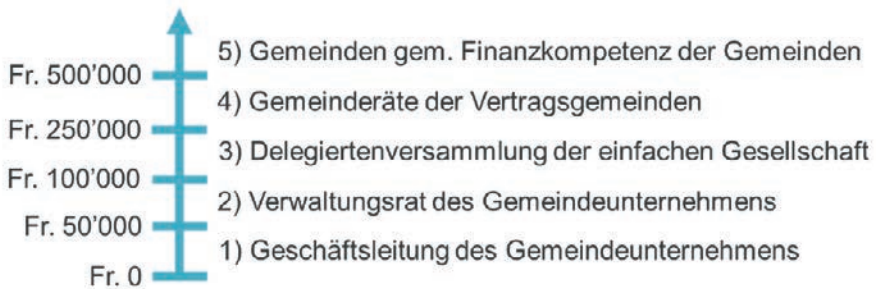 5) Gemeinden gem. Finanzkompetenz der Gemeinden
Fr. 500'000
4) Gemeinderäte der Vertragsgemeinden
Fr. 250'000
3) Delegiertenversammlung der einfachen Gesellschaft
Fr. 100'000
2) Verwaltungsrat des Gemeindeunternehmens
Fr. 50'000
1) Geschäftsleitung des Gemeindeunternehmens
Fr. 0